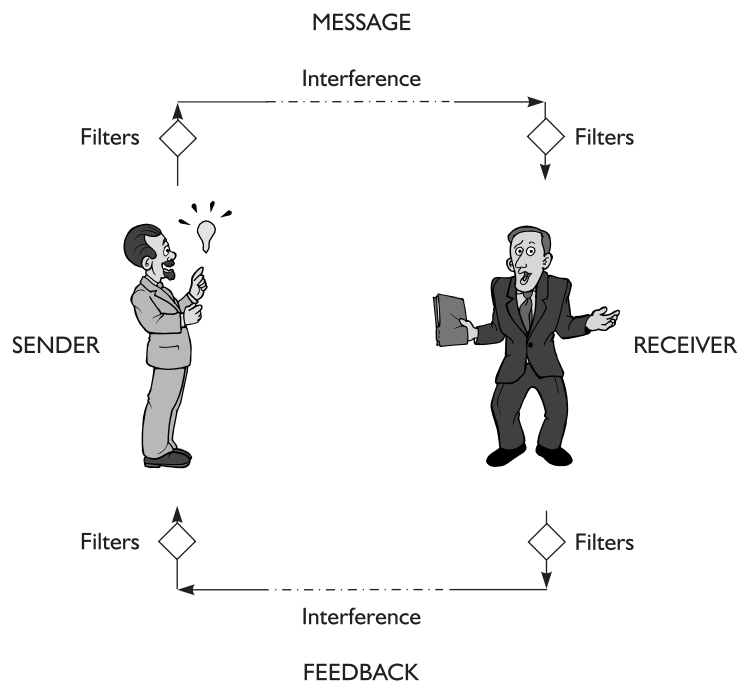 MESSAGE
Interference
Filters
Filters
SENDER
RECEIVER
Filters
Filters
Interference
FEEDBACK